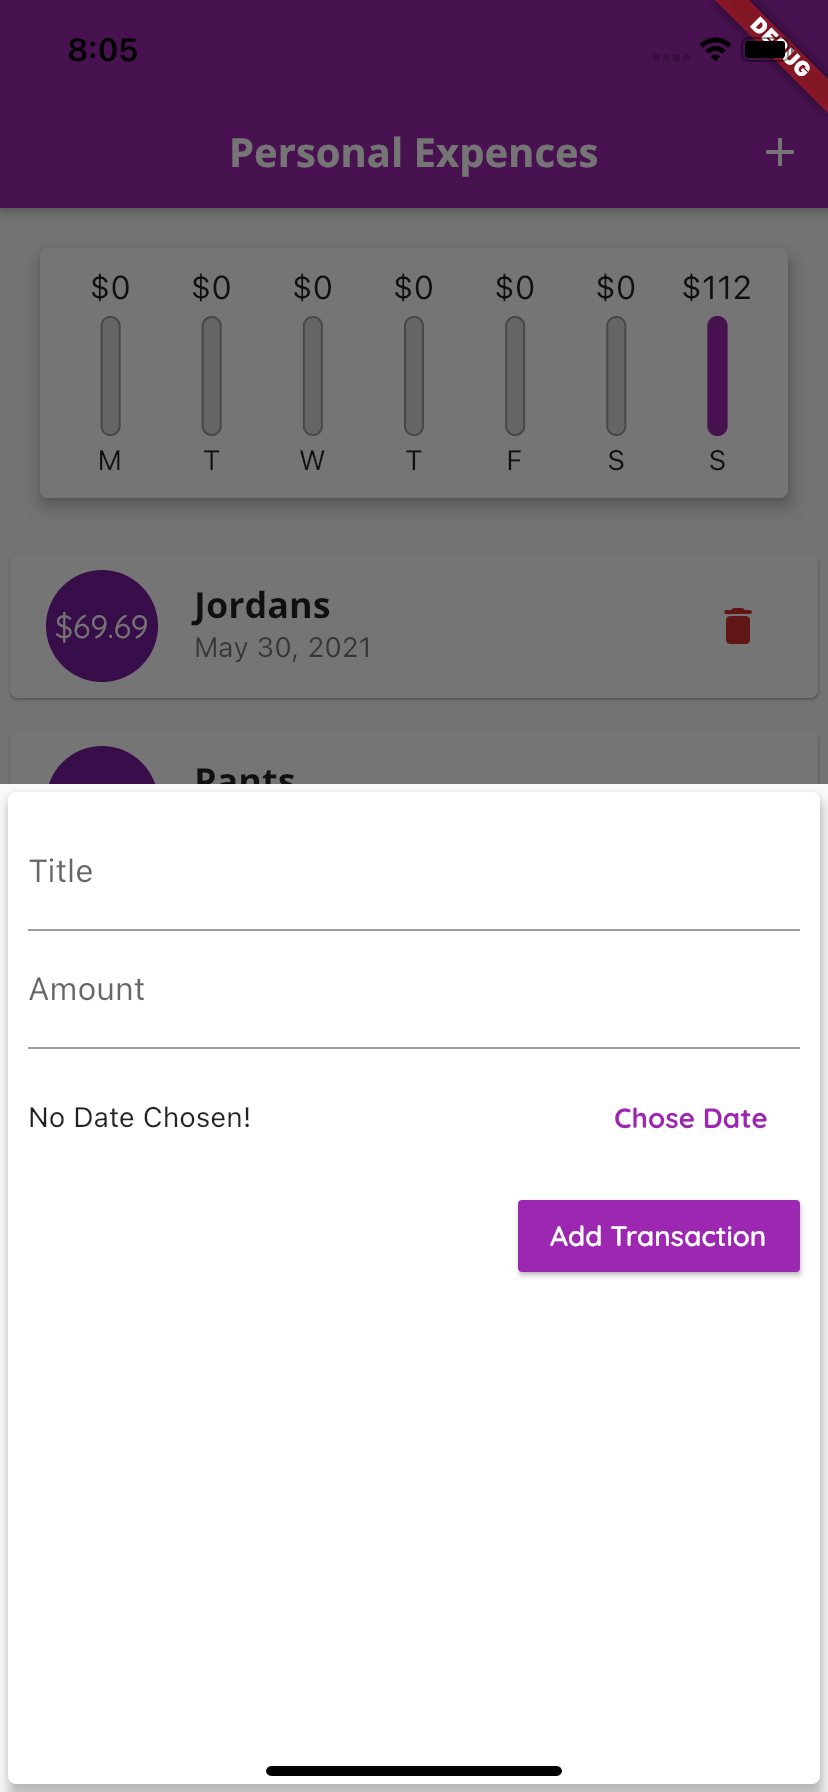 8:05
DEBUG
Personal Expences
$0 $0 $0 $0 $0 $0 $112
M T W T F S S
$69.69
Jordans
May 30, 2021
Pants
Title
Amount
No Date Chosen! Chose Date
Add Transaction